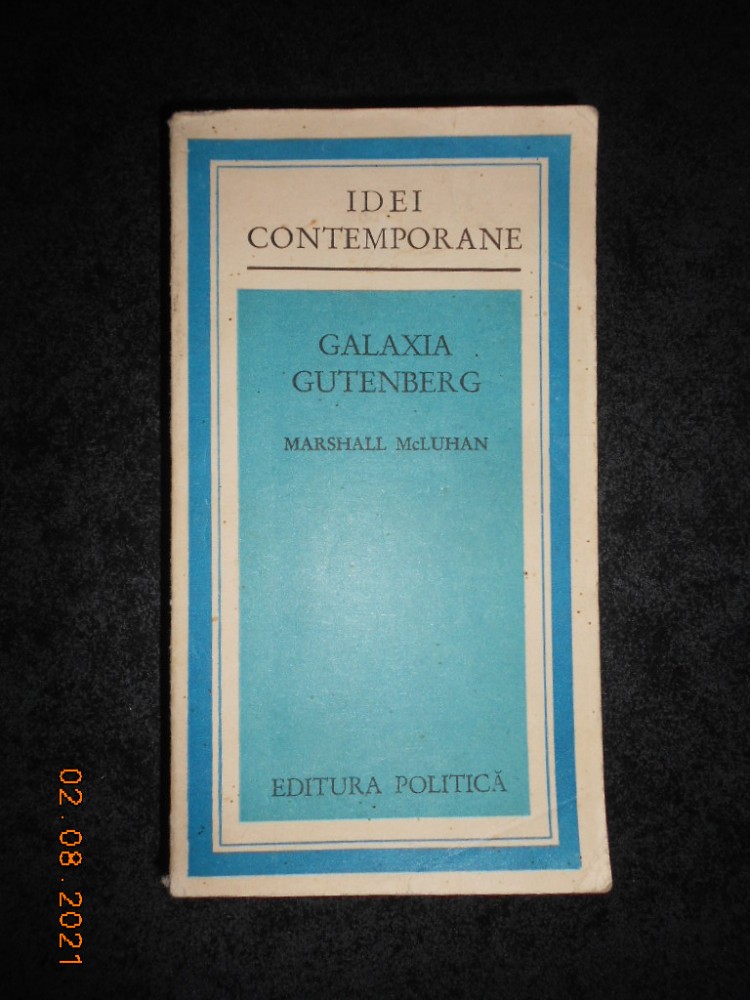 IDEI
CONTEMPORANE
GALAXIA
GUTENBERG
MARSHALL McLUHAN
EDITURA POLITICĂ
02.08.2021